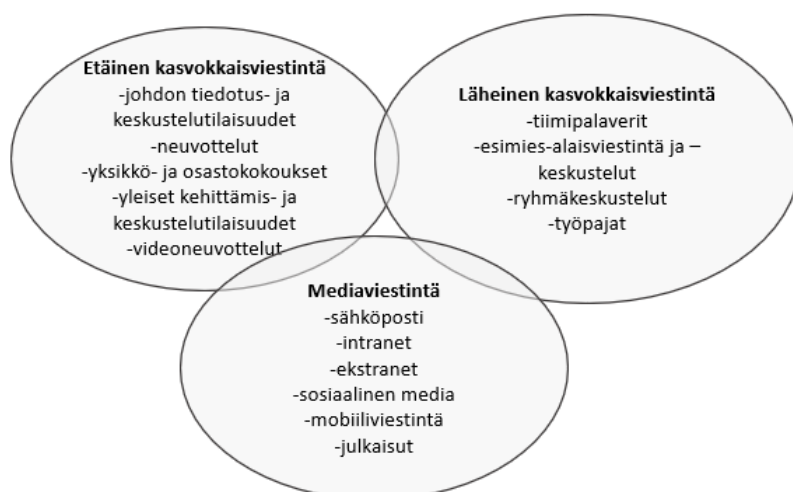 Etäinen kasvokkaisviestintä
-johdon tiedotus- ja
keskustelutilaisuudet
-neuvottelut
-yksikkö- ja osastokokoukset
-yleiset kehittämis- ja
keskustelutilaisuudet
-videoneuvottelut
Läheinen kasvokkaisviestintä
-tiimipalaverit
-esimies-alaisviestintä ja –
keskustelut
-ryhmäkeskustelut
-työpajat
Mediaviestintä
-sähköposti
-intranet
-ekstranet
-sosiaalinen media
-mobiiliviestintä
-julkaisut